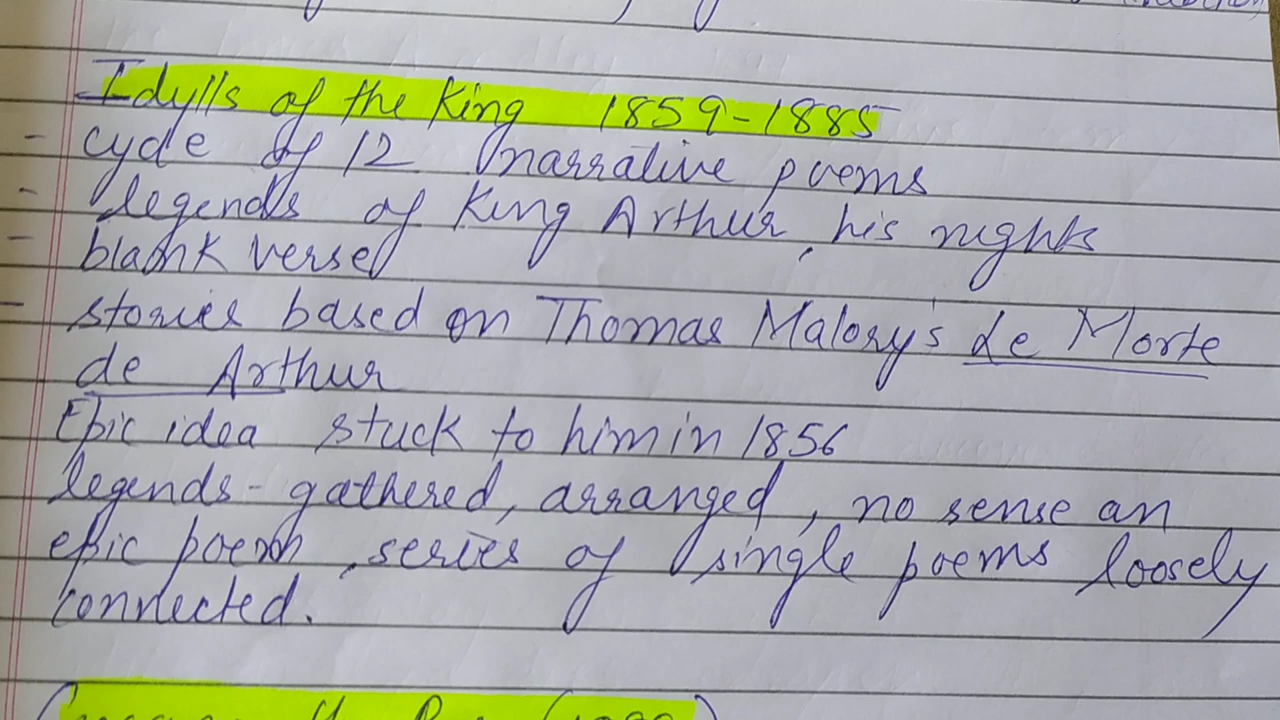 Idylls of the King 1859-1885
- cycle of 12 narrative poems
- legends of King Arthur, his nights
- blank verse
- stories based on Thomas Malory's Le Morte
de Arthur
Epic idea stuck to him in 1856
legends - gathered, arranged, no sense an
epic poem, series of single poems loosely
connected.